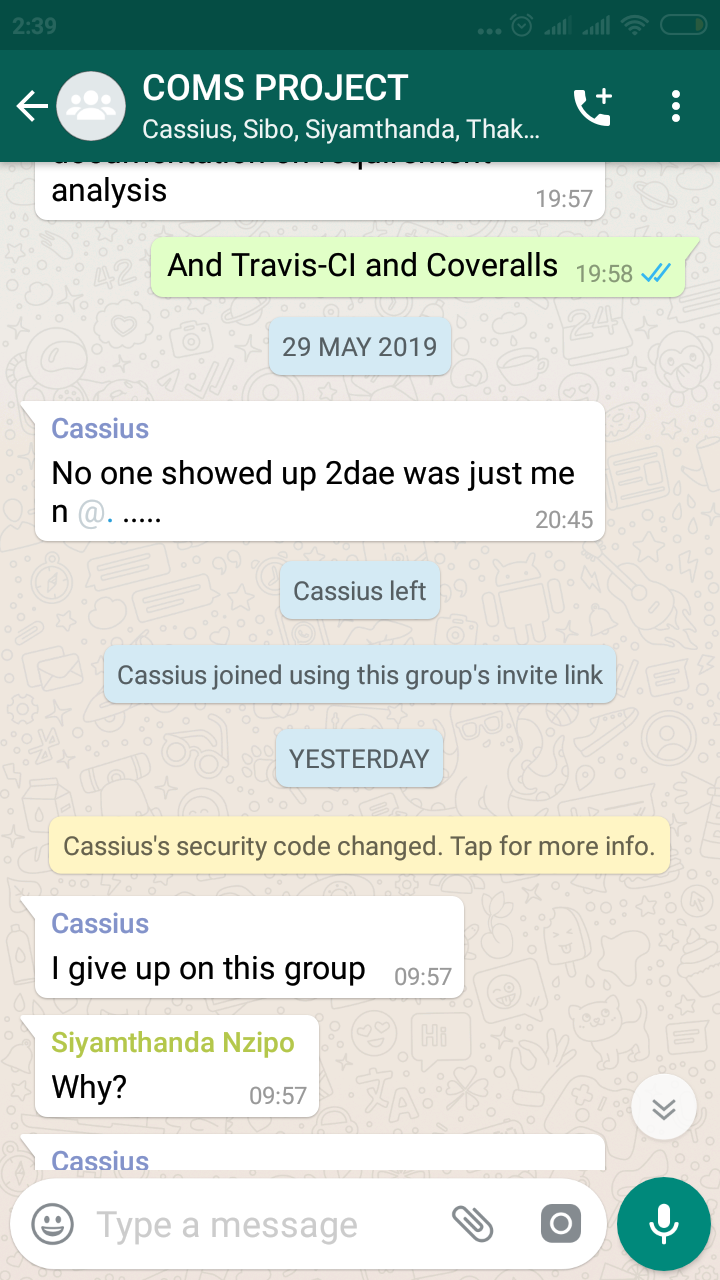 2:39
COMS PROJECT
Cassius, Sibo, Siyamthanda, Thak...
documentation on requirement
analysis
19:57
And Travis-CI and Coveralls 19:58
29 MAY 2019
Cassius
No one showed up 2dae was just me
n @. .....
20:45
Cassius left
Cassius joined using this group's invite link
YESTERDAY
Cassius's security code changed. Tap for more info.
Cassius
I give up on this group 09:57
Siyamthanda Nzipo
Why? 09:57
Cassius
Type a message